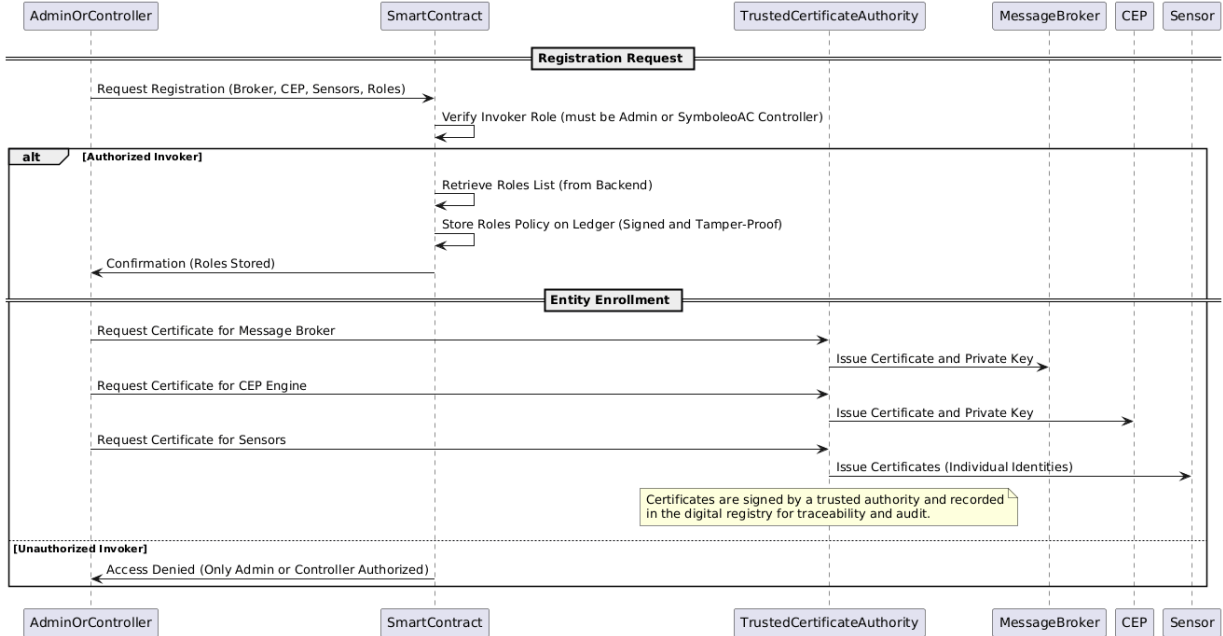 AdminOrController SmartContract TrustedCertificateAuthority MessageBroker CEP Sensor
Registration Request
Request Registration (Broker, CEP, Sensors, Roles)
Verify Invoker Role (must be Admin or SymboleoAC Controller)
alt [Authorized Invoker]
Retrieve Roles List (from Backend)
Store Roles Policy on Ledger (Signed and Tamper-Proof)
Confirmation (Roles Stored)
Entity Enrollment
Request Certificate for Message Broker
Issue Certificate and Private Key
Request Certificate for CEP Engine
Issue Certificate and Private Key
Request Certificate for Sensors
Issue Certificates (Individual Identities)
Certificates are signed by a trusted authority and recorded
in the digital registry for traceability and audit.
[Unauthorized Invoker]
Access Denied (Only Admin or Controller Authorized)
AdminOrController SmartContract TrustedCertificateAuthority MessageBroker CEP Sensor